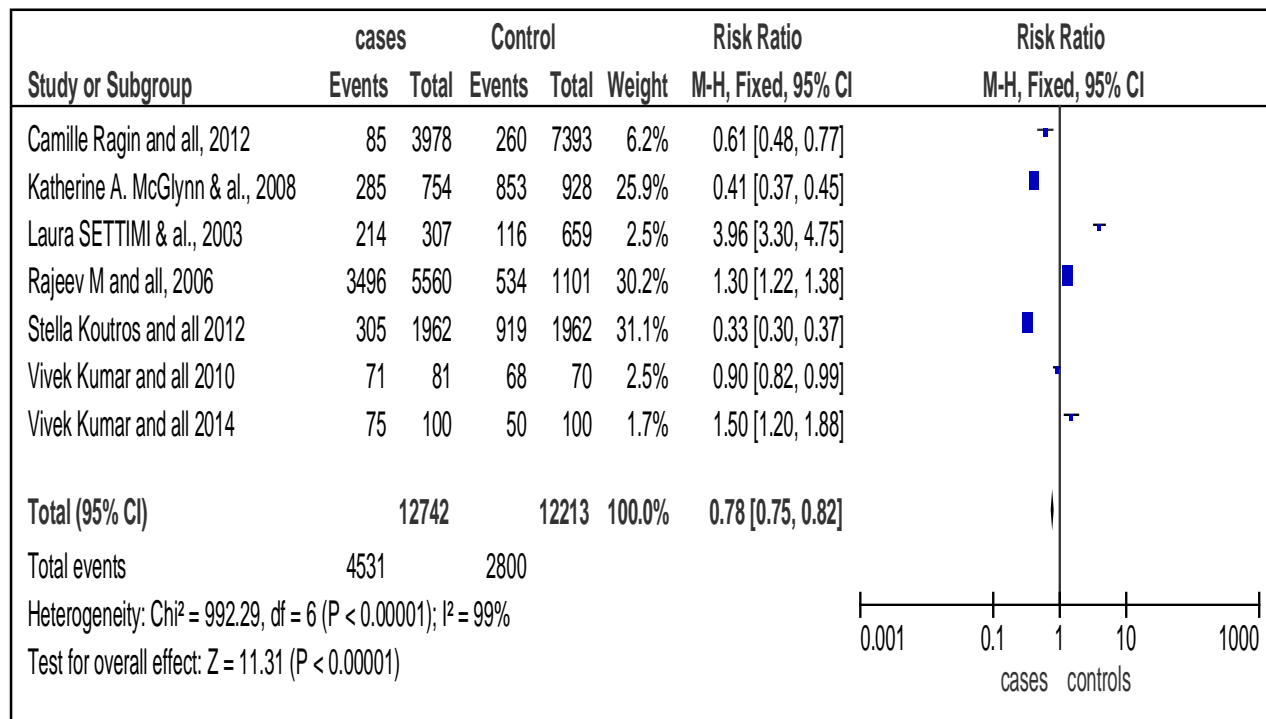 cases Control Risk Ratio Risk Ratio
Study or Subgroup Events Total Events Total Weight M-H, Fixed, 95% CI M-H, Fixed, 95% CI
Camille Ragin and all, 2012 85 3978 260 7393 6.2% 0.61 [0.48, 0.77]
Katherine A. McGlynn & al., 2008 285 754 853 928 25.9% 0.41 [0.37, 0.45]
Laura SETTIMI & al., 2003 214 307 116 659 2.5% 3.96 [3.30, 4.75]
Rajeev M and all, 2006 3496 5560 534 1101 30.2% 1.30 [1.22, 1.38]
Stella Koutros and all 2012 305 1962 919 1962 31.1% 0.33 [0.30, 0.37]
Vivek Kumar and all 2010 71 81 68 70 2.5% 0.90 [0.82, 0.99]
Vivek Kumar and all 2014 75 100 50 100 1.7% 1.50 [1.20, 1.88]
Total (95% CI) 12742 12213 100.0% 0.78 [0.75, 0.82]
Total events 4531 2800
Heterogeneity: Chi² = 992.29, df = 6 (P < 0.00001); I² = 99%
Test for overall effect: Z = 11.31 (P < 0.00001)
0.001 0.1 1 10 1000
cases controls